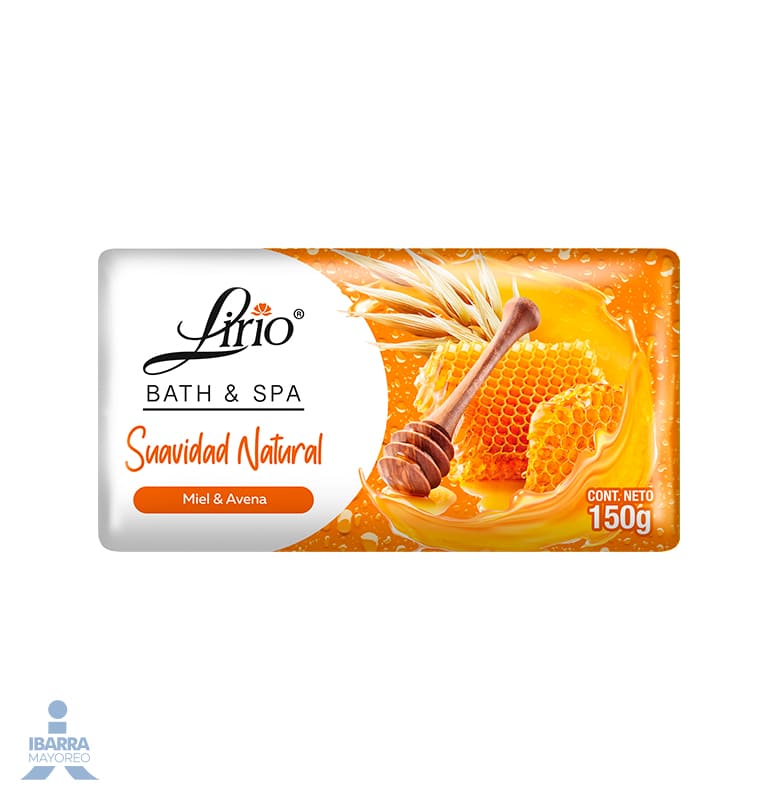 Lirio®
BATH & SPA
Suavidad Natural
Miel & Avena
CONT. NETO
150g
IBARRA
MAYOREO